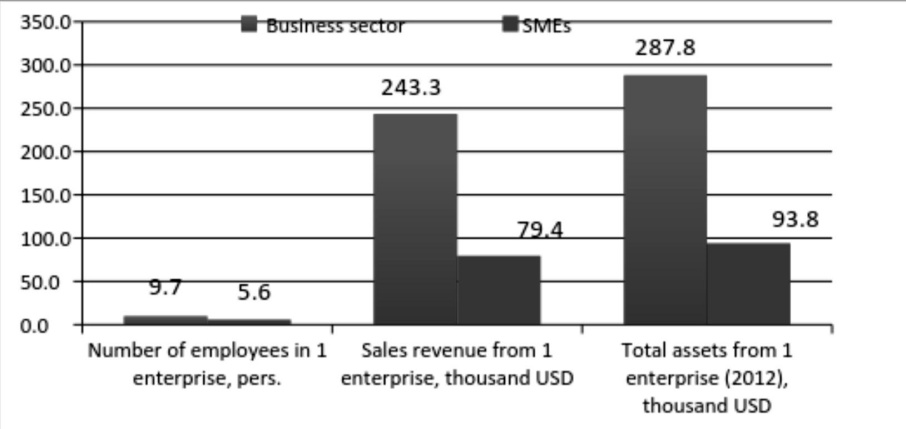 350.0
Business sector
SMEs
300.0
287.8
250.0
243.3
200.0
150.0
100.0
79.4
93.8
50.0
9.7
5.6
0.0
Number of employees in 1
enterprise, pers.
Sales revenue from 1
enterprise, thousand USD
Total assets from 1
enterprise (2012),
thousand USD